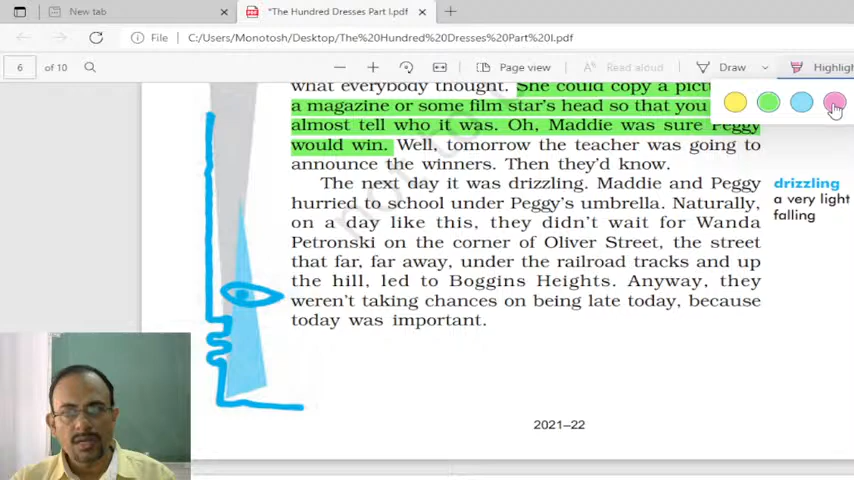 New tab
"The Hundred Dresses Part I.pdf
File C:/Users/Monotosh/Desktop/The%20Hundred%20Dresses%20Part%20I.pdf
6 of 10 Page view Read aloud Draw Highligh
what everybody thought. She could copy a pict
a magazine or some film star's head so that you
almost tell who it was. Oh, Maddie was sure Peggy
would win. Well, tomorrow the teacher was going to
announce the winners. Then they'd know.
The next day it was drizzling. Maddie and Peggy
hurried to school under Peggy's umbrella. Naturally,
on a day like this, they didn't wait for Wanda
Petronski on the corner of Oliver Street, the street
that far, far away, under the railroad tracks and up
the hill, led to Boggins Heights. Anyway, they
weren't taking chances on being late today, because
today was important.
drizzling
a very light
falling
not to
2021–22